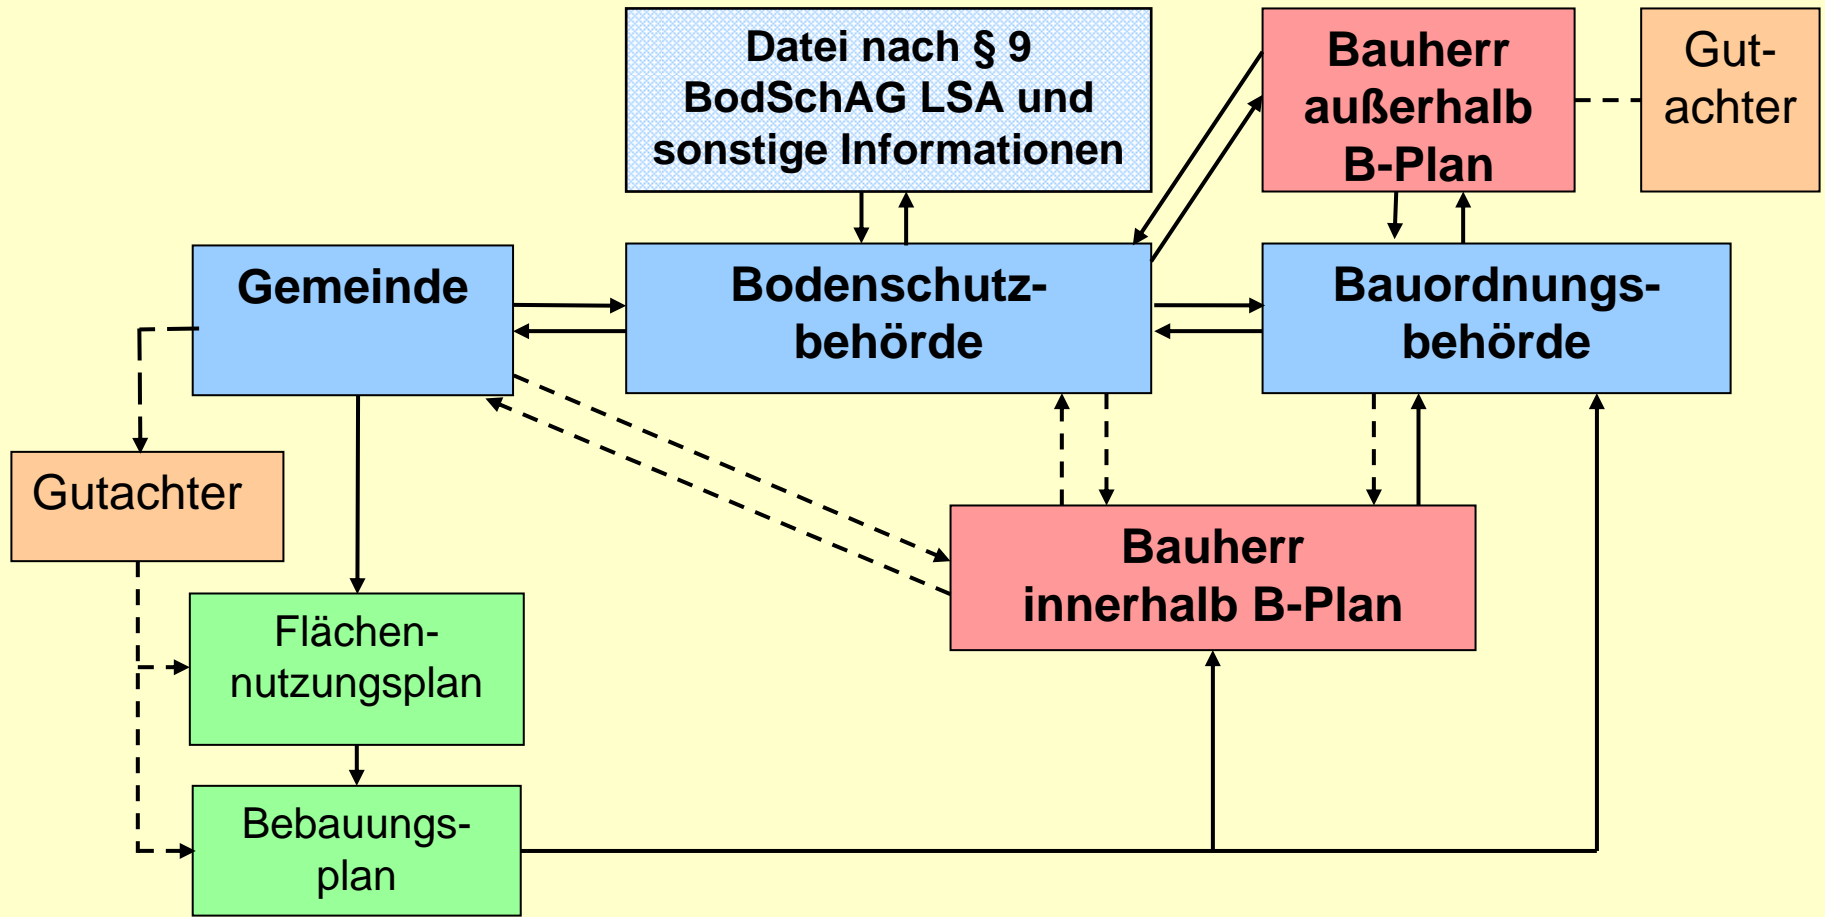 Datei nach § 9
BodSchAG LSA und
sonstige Informationen
Bauherr
außerhalb
B-Plan
Gut-
achter
Gemeinde
Bodenschutz-
behörde
Bauordnungs-
behörde
Gutachter
Bauherr
innerhalb B-Plan
Flächen-
nutzungsplan
Bebauungs-
plan